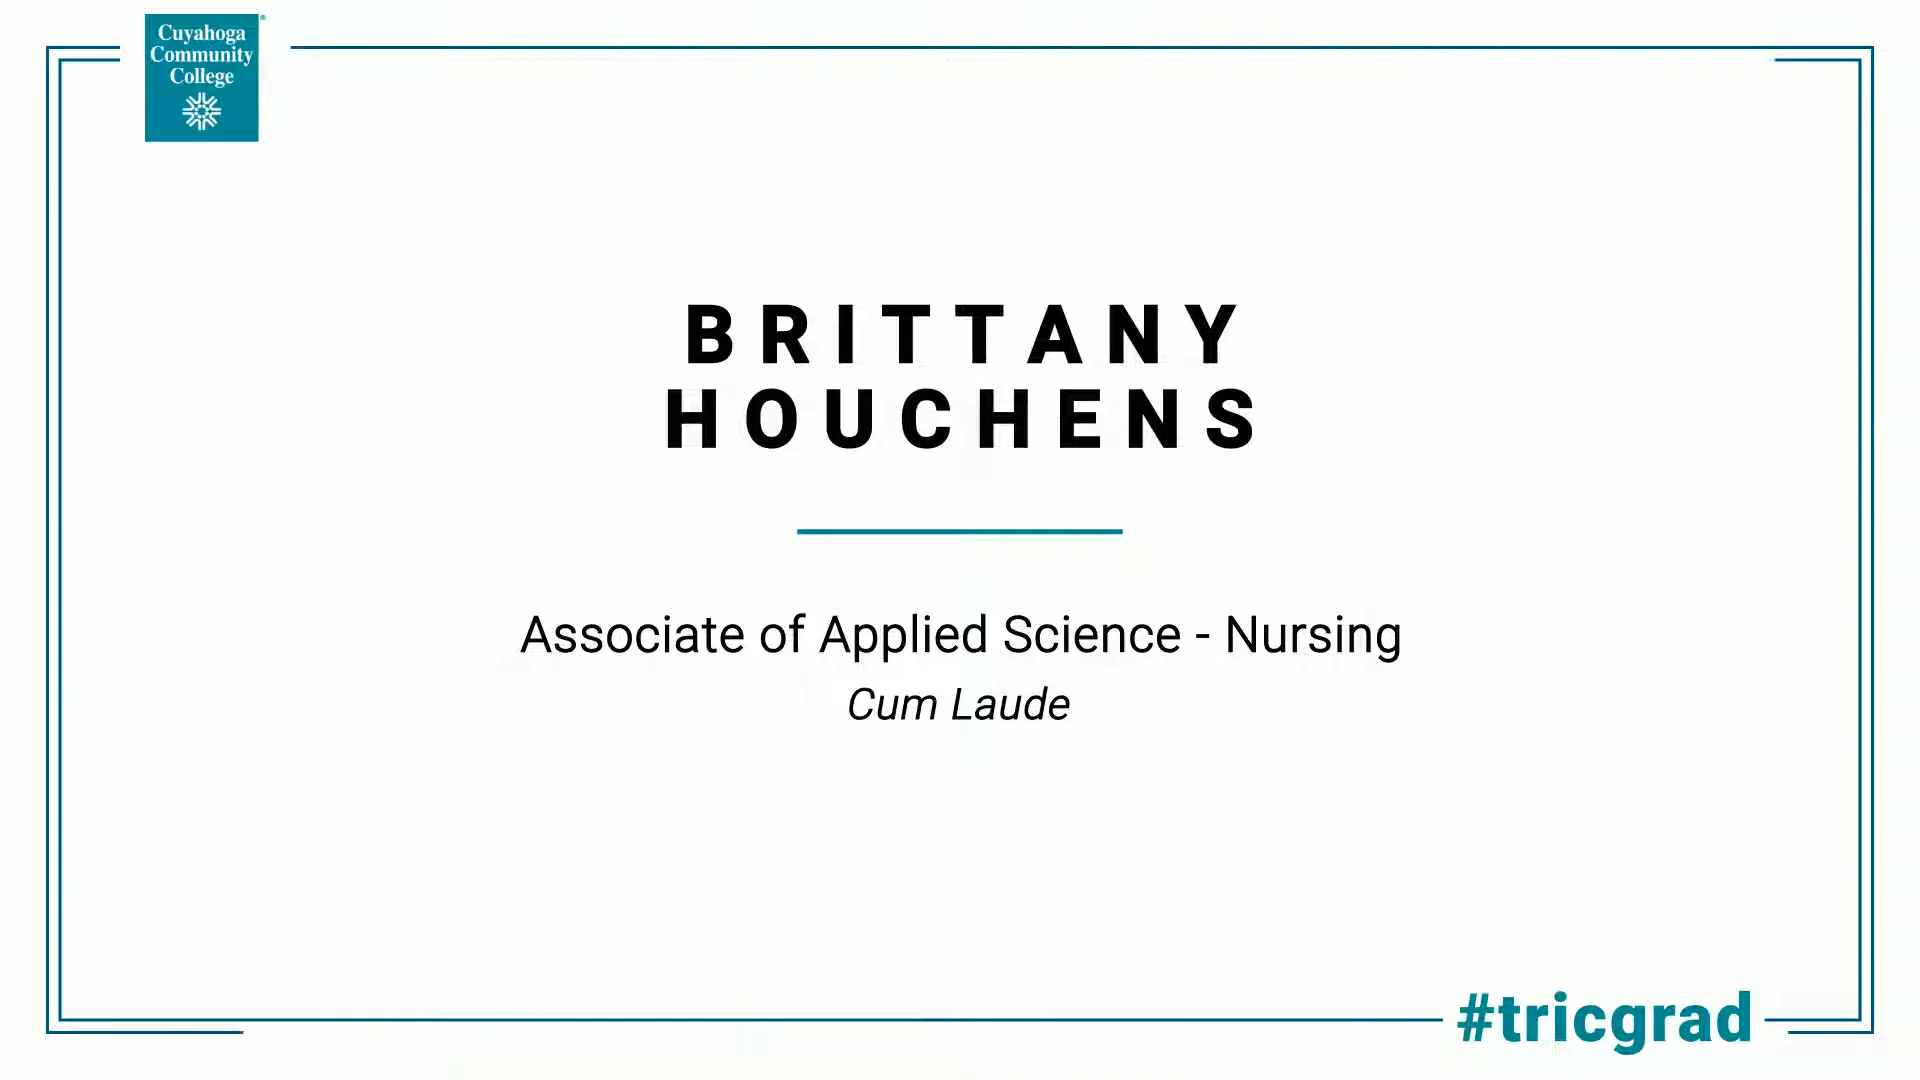 Cuyahoga
Community
College
BRITTANY
HOUCHENS
Associate of Applied Science - Nursing
Cum Laude
#tricgrad